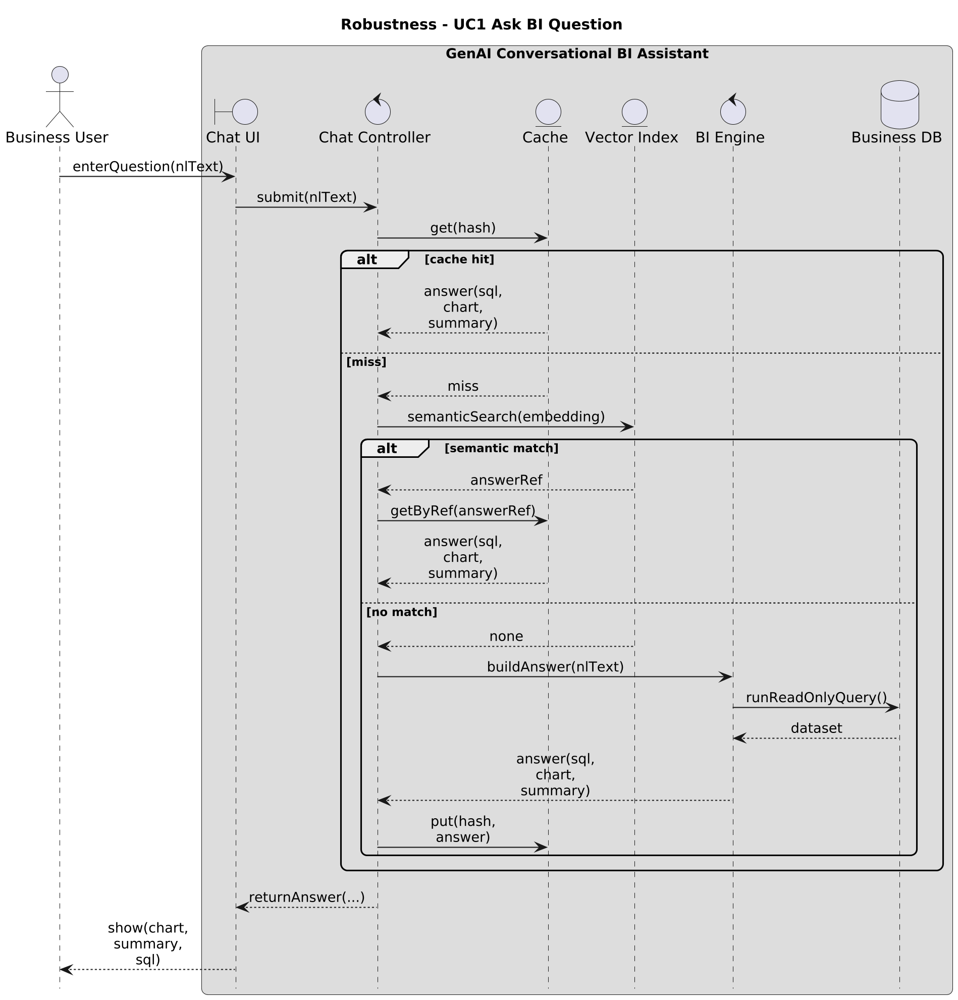 Robustness - UC1 Ask BI Question
GenAI Conversational BI Assistant
Business User
Chat UI
Chat Controller
Cache
Vector Index
BI Engine
Business DB
enterQuestion(nlText)
submit(nlText)
get(hash)
alt
[cache hit]
answer(sql,
chart,
summary)
[miss]
miss
semanticSearch(embedding)
alt
[semantic match]
answerRef
getByRef(answerRef)
answer(sql,
chart,
summary)
[no match]
none
buildAnswer(nlText)
runReadOnlyQuery()
dataset
answer(sql,
chart,
summary)
put(hash,
answer)
returnAnswer(...)
show(chart,
summary,
sql)